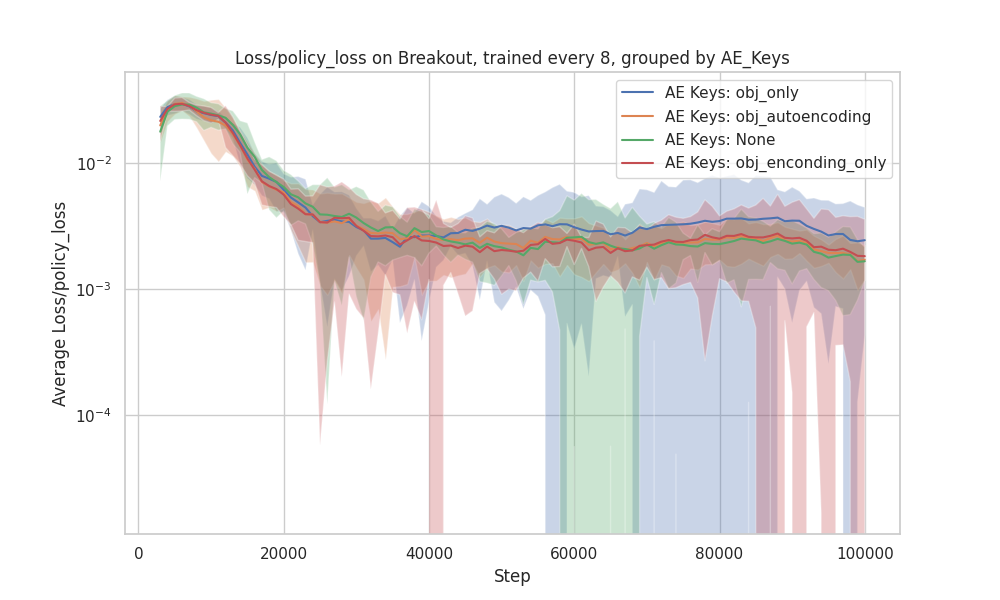 Loss/policy_loss on Breakout, trained every 8, grouped by AE_Keys
AE Keys: obj_only
AE Keys: obj_autoencoding
AE Keys: None
AE Keys: obj_enconding_only
Average Loss/policy_loss
10⁻²
10⁻³
10⁻⁴
0 20000 40000 60000 80000 100000
Step